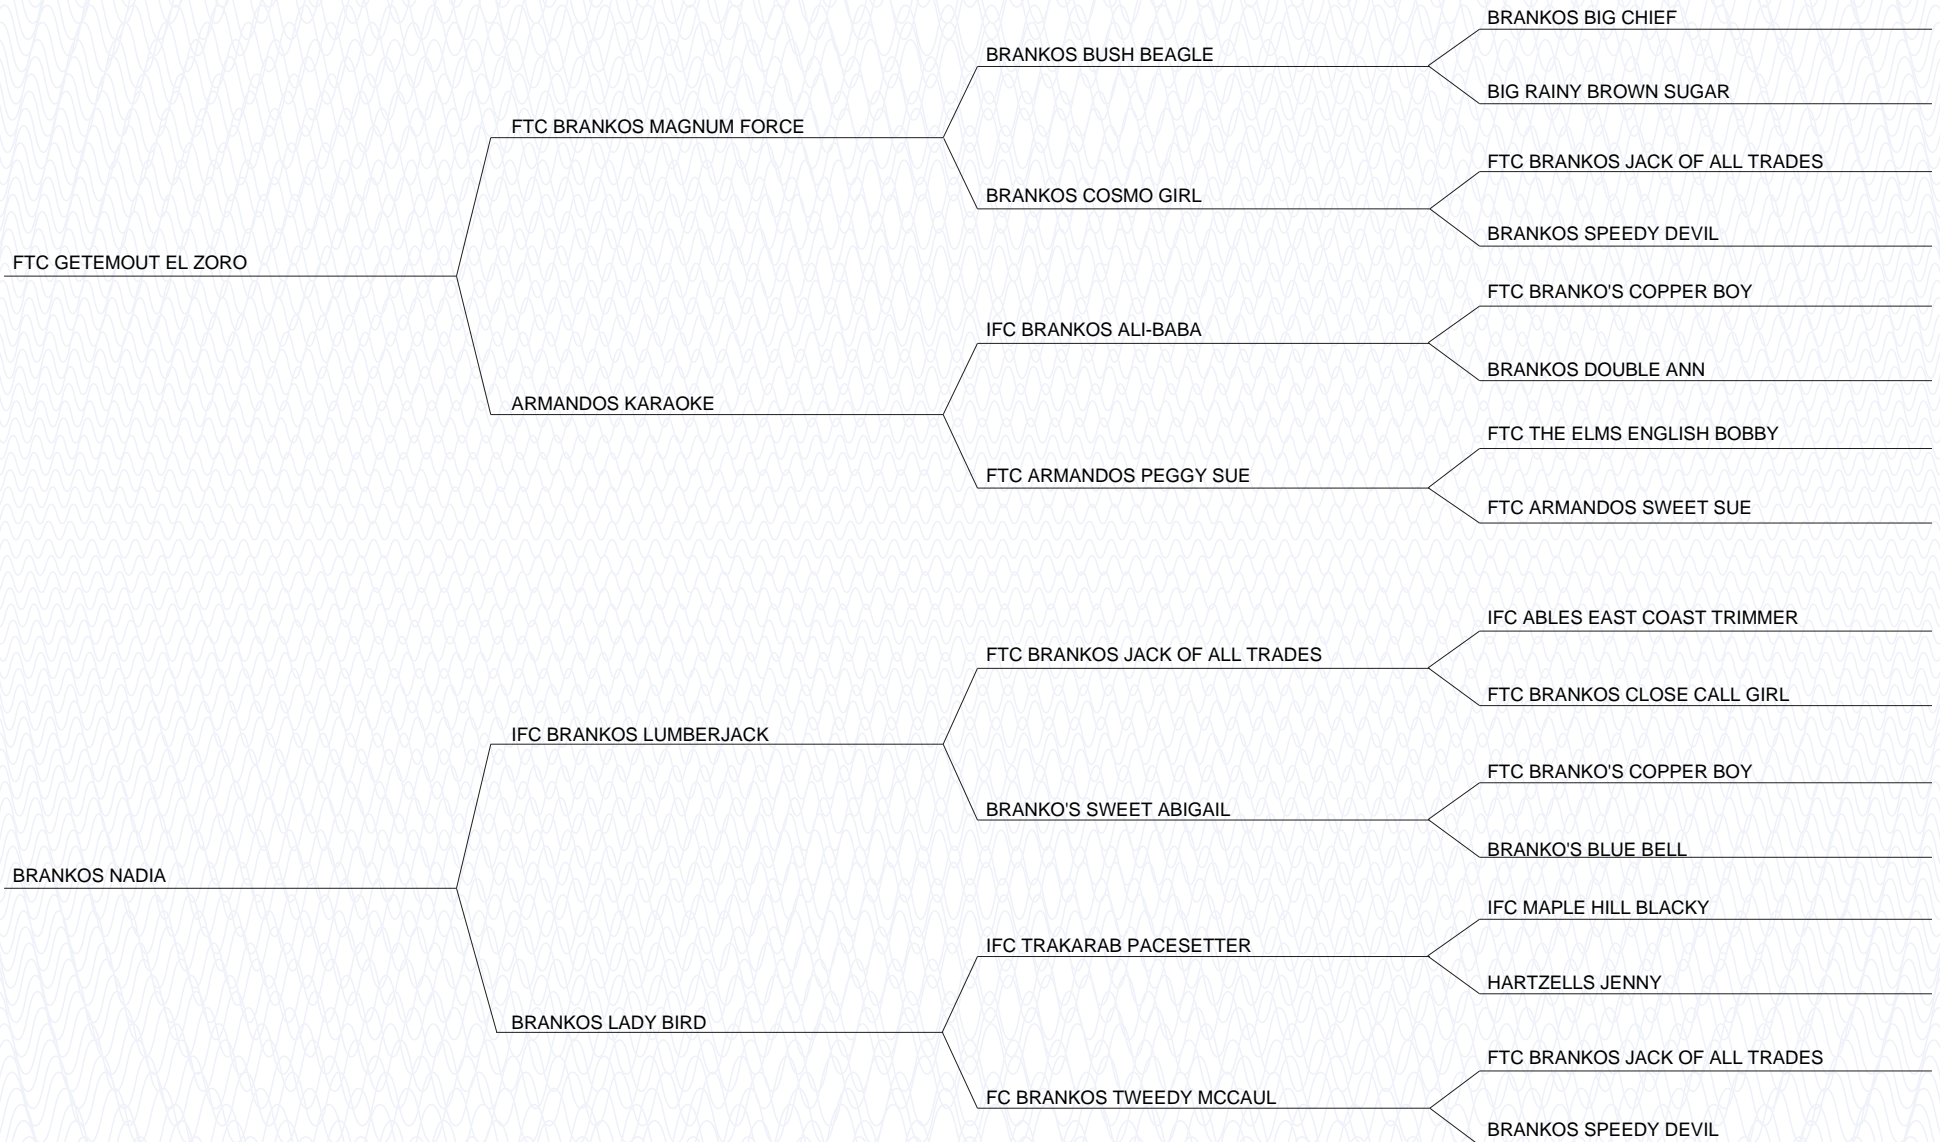 BRANKOS BIG CHIEF
BRANKOS BUSH BEAGLE
BIG RAINY BROWN SUGAR
FTC BRANKOS MAGNUM FORCE
FTC BRANKOS JACK OF ALL TRADES
BRANKOS COSMO GIRL
BRANKOS SPEEDY DEVIL
FTC GETEMOUT EL ZORO
FTC BRANKO'S COPPER BOY
IFC BRANKOS ALI-BABA
BRANKOS DOUBLE ANN
ARMANDOS KARAOKE
FTC THE ELMS ENGLISH BOBBY
FTC ARMANDOS PEGGY SUE
FTC ARMANDOS SWEET SUE
IFC ABLES EAST COAST TRIMMER
FTC BRANKOS JACK OF ALL TRADES
FTC BRANKOS CLOSE CALL GIRL
IFC BRANKOS LUMBERJACK
FTC BRANKO'S COPPER BOY
BRANKO'S SWEET ABIGAIL
BRANKO'S BLUE BELL
BRANKOS NADIA
IFC MAPLE HILL BLACKY
IFC TRAKARAB PACESETTER
HARTZELLS JENNY
BRANKOS LADY BIRD
FTC BRANKOS JACK OF ALL TRADES
FC BRANKOS TWEEDY MCCAUL
BRANKOS SPEEDY DEVIL